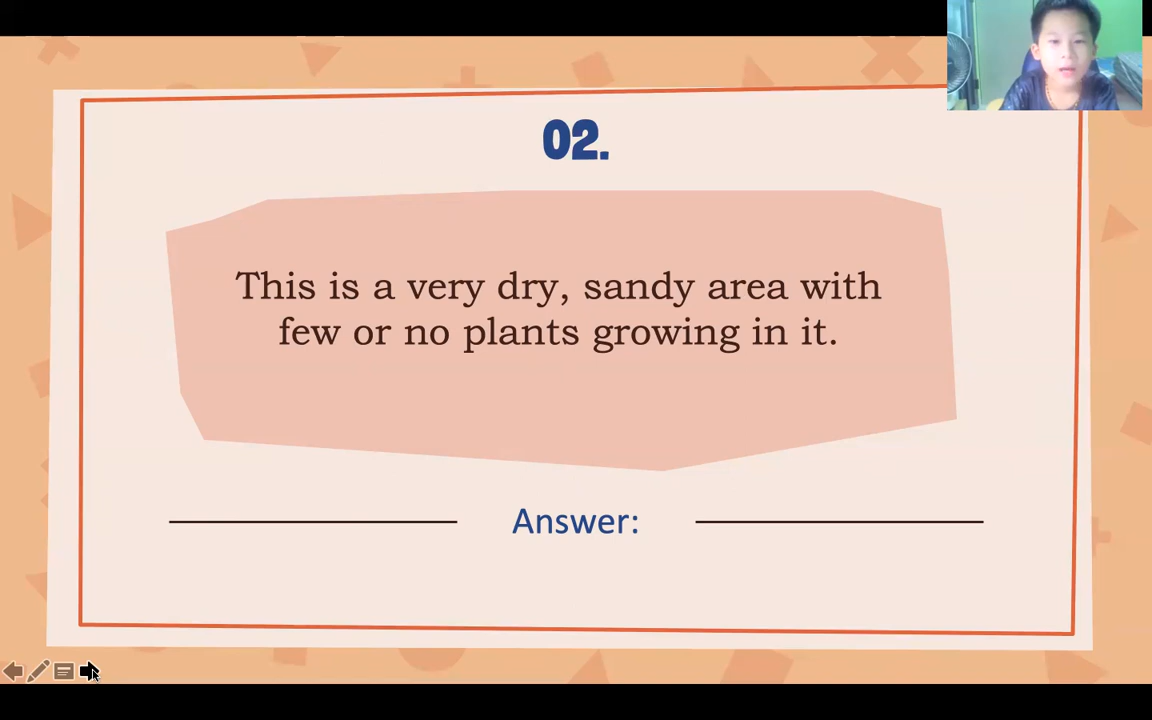 02.
This is a very dry, sandy area with
few or no plants growing in it.
Answer: